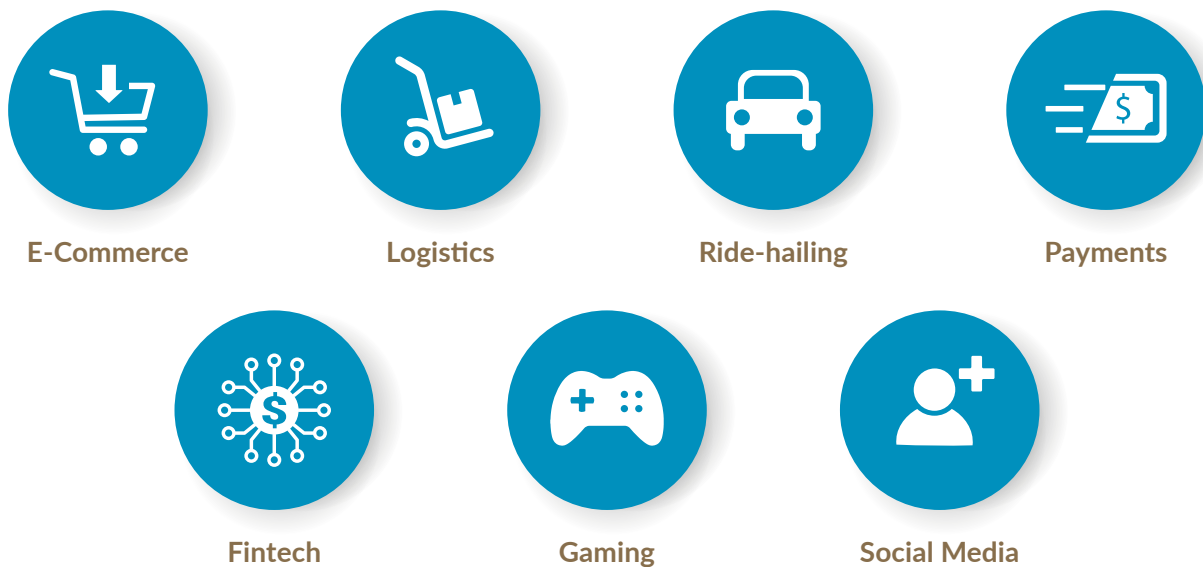 $
E-Commerce
Logistics
Ride-hailing
Payments
$
Fintech
Gaming
Social Media